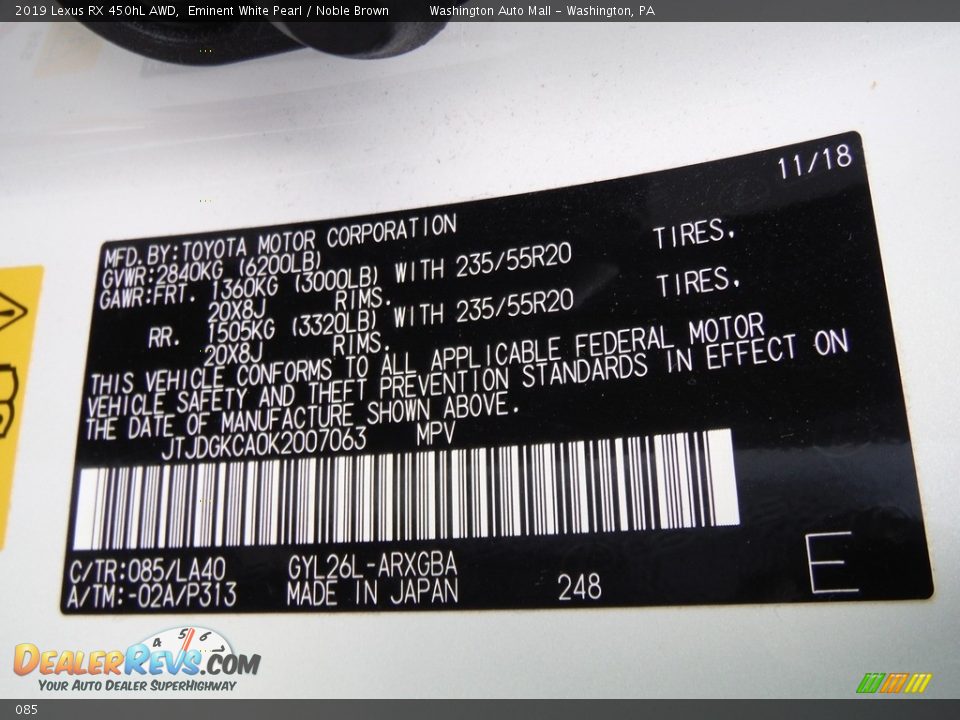 2019 Lexus RX 450hL AWD, Eminent White Pearl / Noble Brown Washington Auto Mall - Washington, PA
11/18
MFD.BY:TOYOTA MOTOR CORPORATION
GVWR:2840KG (6200LB)
GAWR:FRT. 1360KG (3000LB) WITH 235/55R20 TIRES,
20X8J RIMS.
RR. 1505KG (3320LB) WITH 235/55R20 TIRES,
20X8J RIMS.
THIS VEHICLE CONFORMS TO ALL APPLICABLE FEDERAL MOTOR
VEHICLE SAFETY AND THEFT PREVENTION STANDARDS IN EFFECT ON
THE DATE OF MANUFACTURE SHOWN ABOVE.
JTJDGKCA0K2007063 MPV
C/TR:085/LA40 GYL26L-ARXGBA
A/TM:-02A/P313 MADE IN JAPAN 248
E
4 5 6 7
DEALERREVS.COM
YOUR AUTO DEALER SUPERHIGHWAY
085